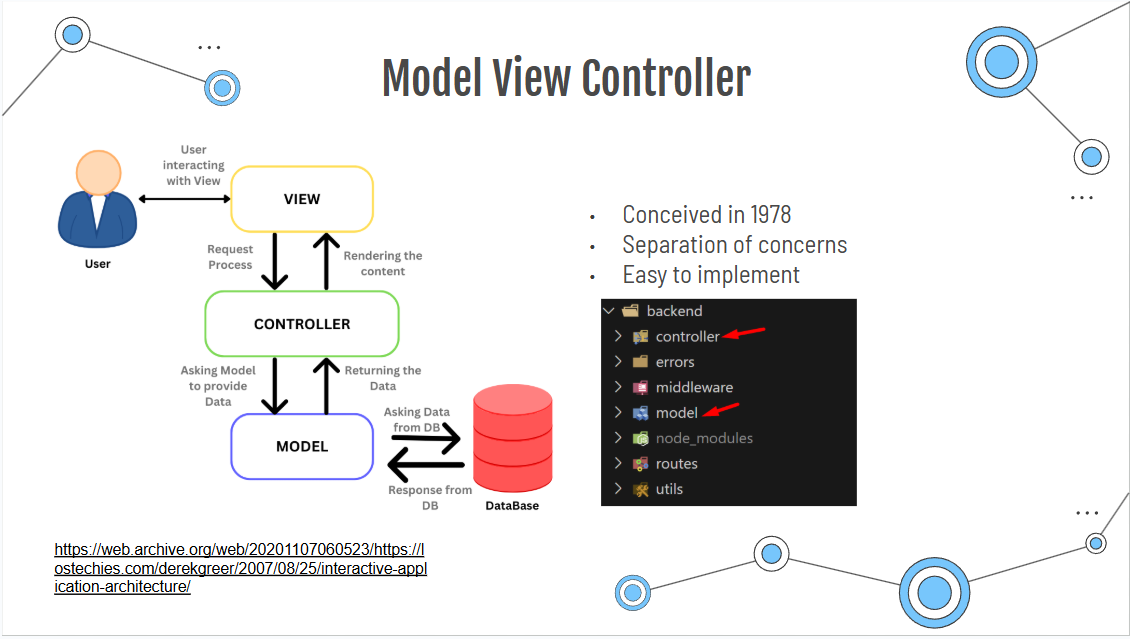 Model View Controller
User
interacting
with View
VIEW
User
Request
Process
Rendering the
content
CONTROLLER
Asking Model
to provide
Data
Returning the
Data
MODEL
Asking Data
from DB
Response from
DB
DataBase
https://web.archive.org/web/20201107060523/https://l
ostechies.com/derekgreer/2007/08/25/interactive-appl
ication-architecture/
• Conceived in 1978
• Separation of concerns
• Easy to implement
backend
controller
errors
middleware
model
node_modules
routes
utils